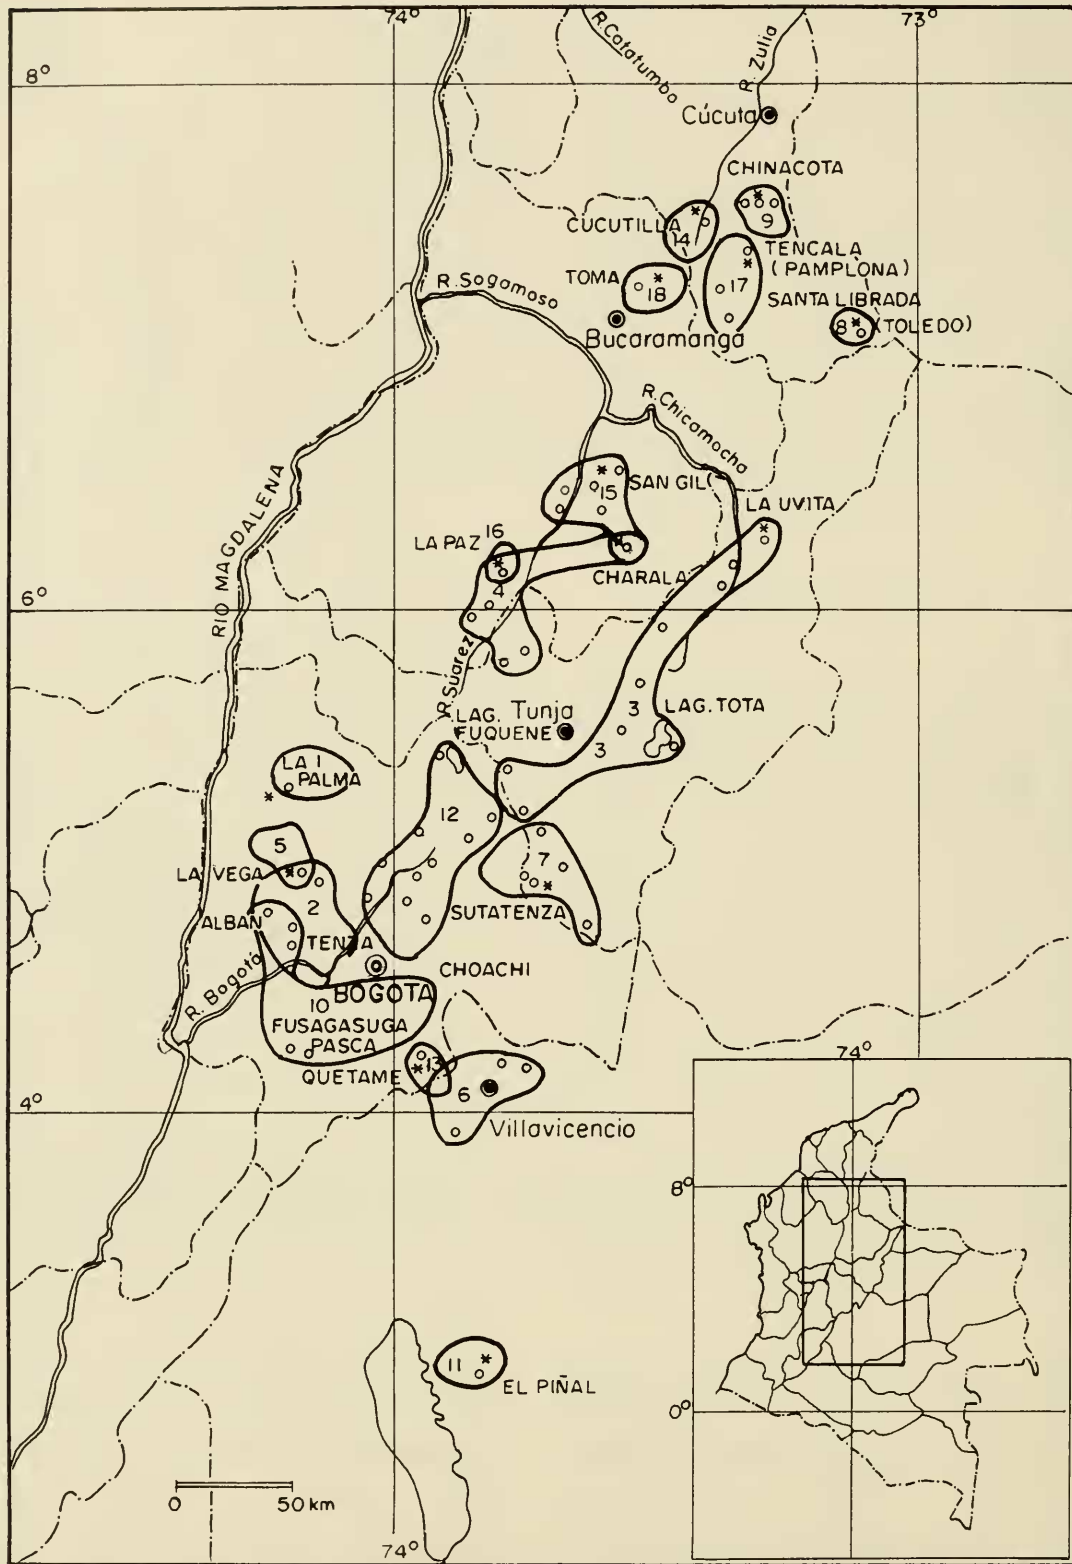 74°
73°
8°
R. Catatumbo
R. Zulia
Cúcuta
CHINACOTA
9
CUCUTILLA
14
TENCALA
(PAMPLONA)
17
TOMA
18
SANTA LIBRADA
8 (TOLEDO)
R. Sogamoso
Bucaramanga
R. Chicamocha
RIO MAGDALENA
SAN GIL
15
LA UVITA
LA PAZ 16
CHARALA
4
6°
R. Suarez
LAG. TOTA
3
3
LAG.
FUQUENE
Tunja
LA 1
PALMA
12
5
7
LA VEGA
2
SUTATENZA
ALBAN
TENZA
R. Bogotá
CHOACHI
10 BOGOTA
FUSAGASUGA
PASCA
QUETAME 13
6
4°
Villavicencio
11
EL PIÑAL
0 50 km
74°
74°
8°
0°